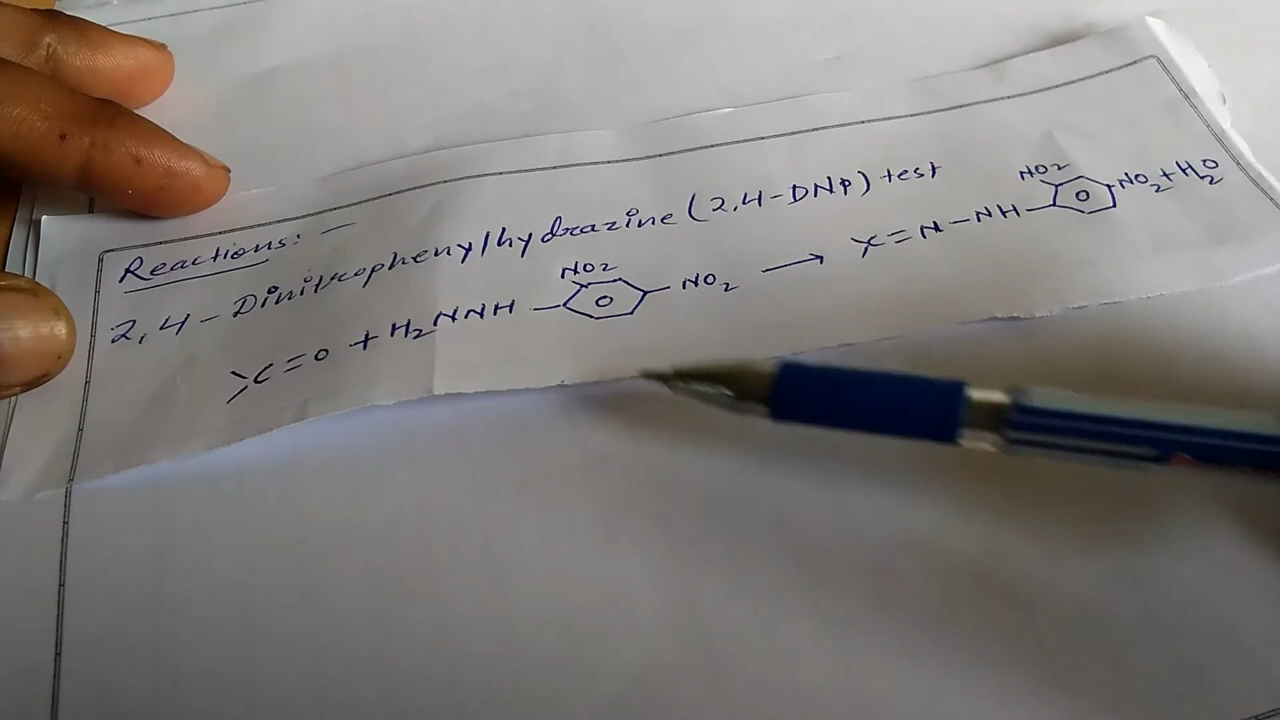 Reactions:-
2,4-Dinitrophenylhydrazine (2,4-DNP) test
>C=O + H₂NNH-[⌬]-NO₂ → >C=N-NH-[⌬]-NO₂ + H₂O
NO₂ NO₂